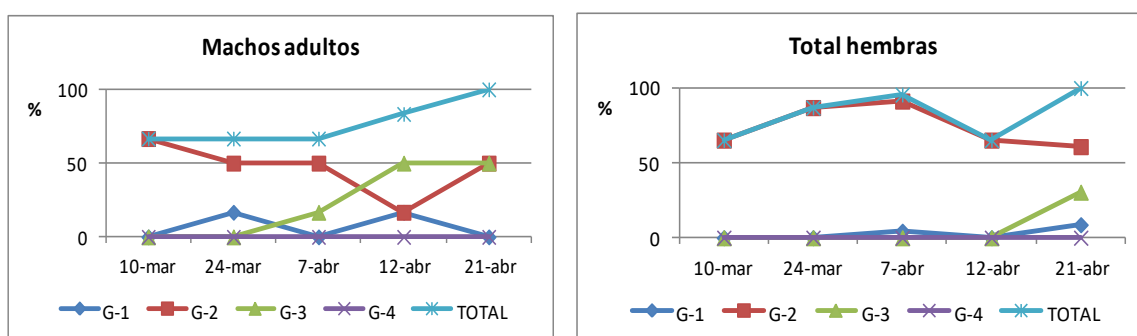 Machos adultos
%
100
50
0
10-mar 24-mar 7-abr 12-abr 21-abr
G-1 G-2 G-3 G-4 TOTAL
Total hembras
%
100
50
0
10-mar 24-mar 7-abr 12-abr 21-abr
G-1 G-2 G-3 G-4 TOTAL